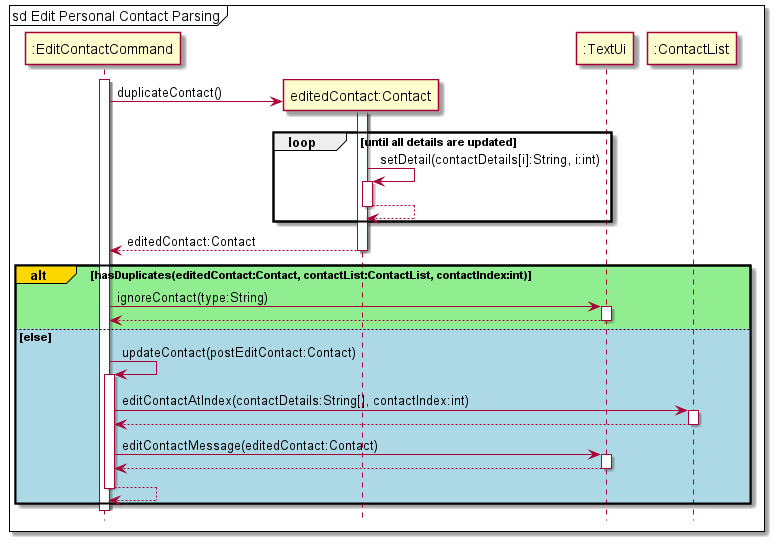 sd Edit Personal Contact Parsing
:EditContactCommand
:TextUi
:ContactList
duplicateContact()
editedContact:Contact
loop
[until all details are updated]
setDetail(contactDetails[i]:String, i:int)
editedContact:Contact
alt
[hasDuplicates(editedContact:Contact, contactList:ContactList, contactIndex:int)]
ignoreContact(type:String)
[else]
updateContact(postEditContact:Contact)
editContactAtIndex(contactDetails:String[], contactIndex:int)
editContactMessage(editedContact:Contact)